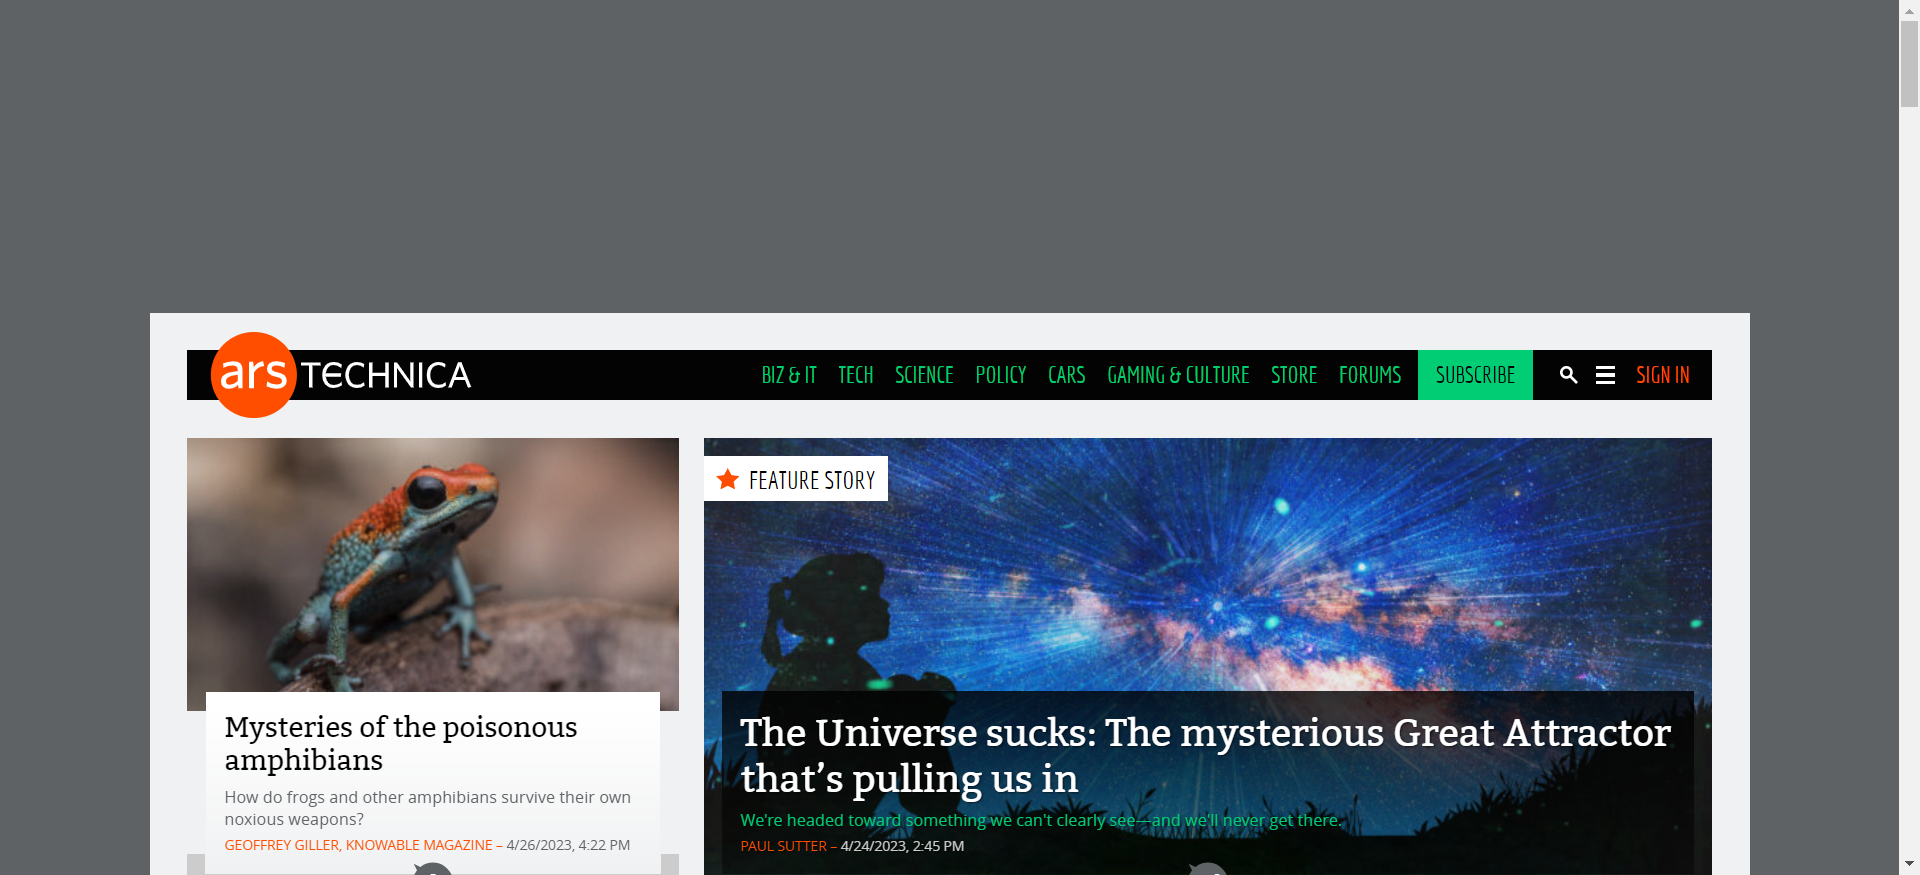 ars TECHNICA
BIZ & IT TECH SCIENCE POLICY CARS GAMING & CULTURE STORE FORUMS SUBSCRIBE SIGN IN
FEATURE STORY
Mysteries of the poisonous
amphibians
How do frogs and other amphibians survive their own
noxious weapons?
GEOFFREY GILLER, KNOWABLE MAGAZINE – 4/26/2023, 4:22 PM
The Universe sucks: The mysterious Great Attractor
that’s pulling us in
We're headed toward something we can't clearly see—and we'll never get there.
PAUL SUTTER – 4/24/2023, 2:45 PM